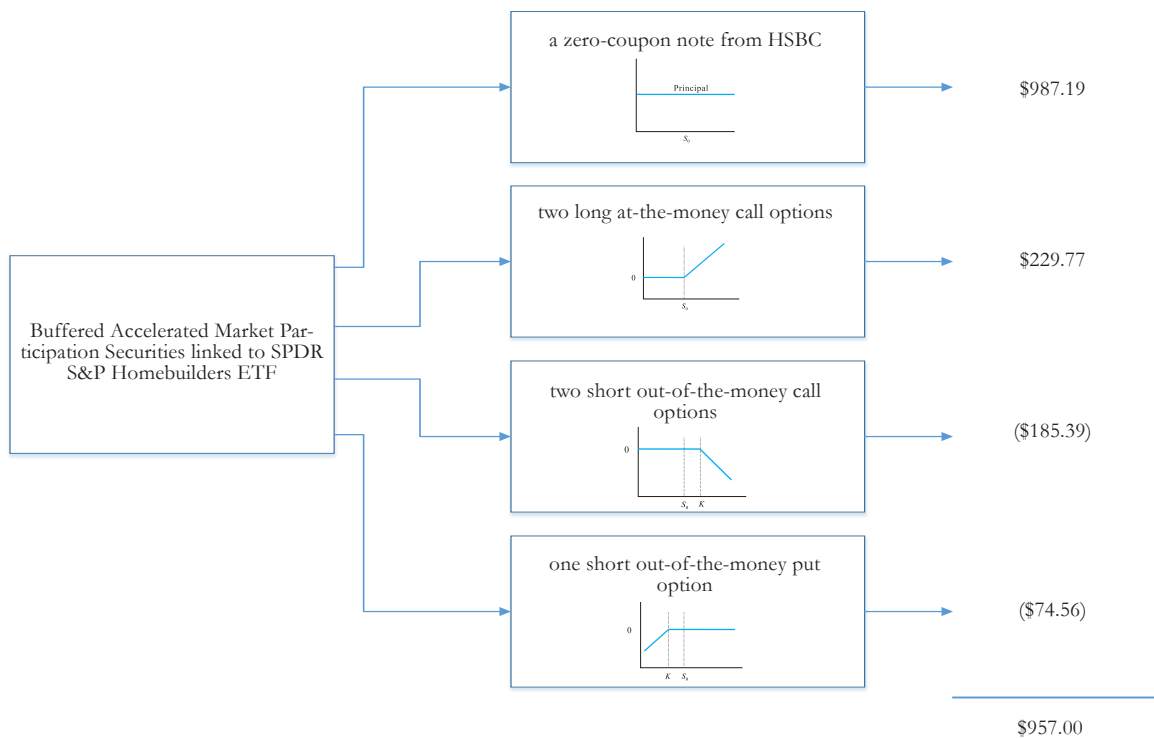 a zero-coupon note from HSBC
Principal
S₀
$987.19
two long at-the-money call options
0
S₀
$229.77
Buffered Accelerated Market Par-
ticipation Securities linked to SPDR
S&P Homebuilders ETF
two short out-of-the-money call
options
0
S₀ K
($185.39)
one short out-of-the-money put
option
0
K S₀
($74.56)
$957.00